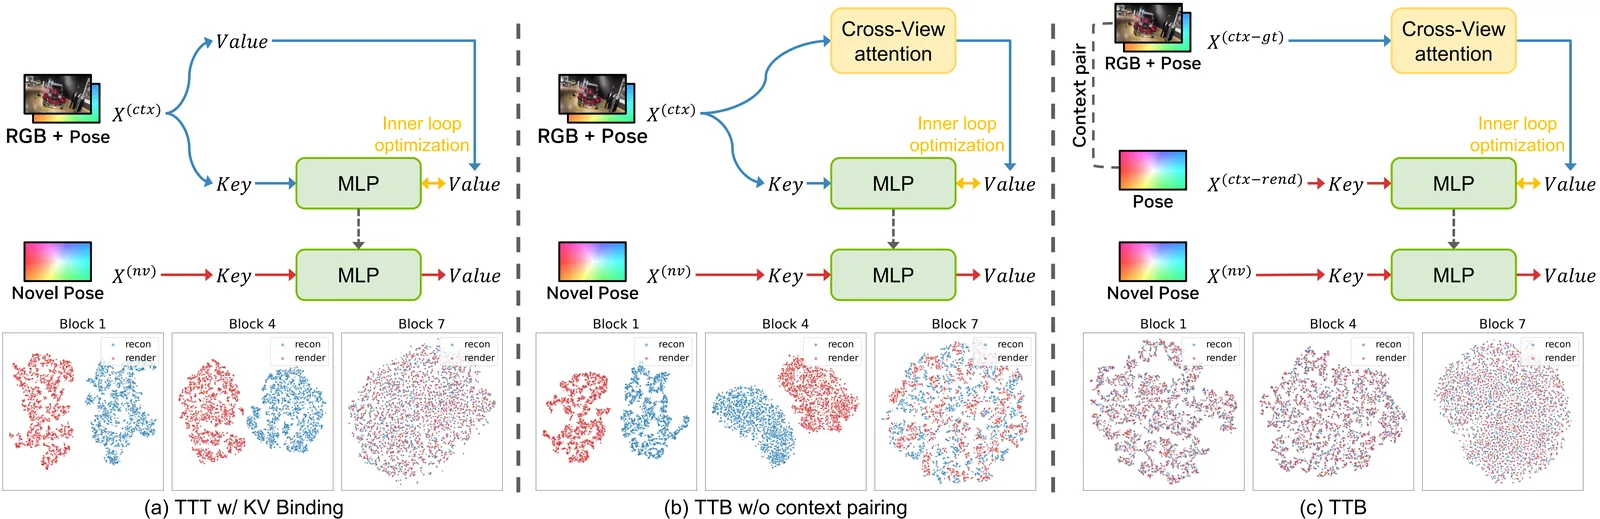 Value
X(ctx)
RGB + Pose
Inner loop
optimization
Key
MLP
Value
Novel Pose
X(nv)
Key
MLP
Value
Block 1
recon
render
Block 4
recon
render
Block 7
recon
render
(a) TTT w/ KV Binding
Cross-View
attention
X(ctx)
RGB + Pose
Inner loop
optimization
Key
MLP
Value
Novel Pose
X(nv)
Key
MLP
Value
Block 1
recon
render
Block 4
recon
render
Block 7
recon
render
(b) TTB w/o context pairing
Context pair
RGB + Pose
X(ctx-gt)
Cross-View
attention
Inner loop
optimization
Pose
X(ctx-rend)
Key
MLP
Value
Novel Pose
X(nv)
Key
MLP
Value
Block 1
recon
render
Block 4
recon
render
Block 7
recon
render
(c) TTB